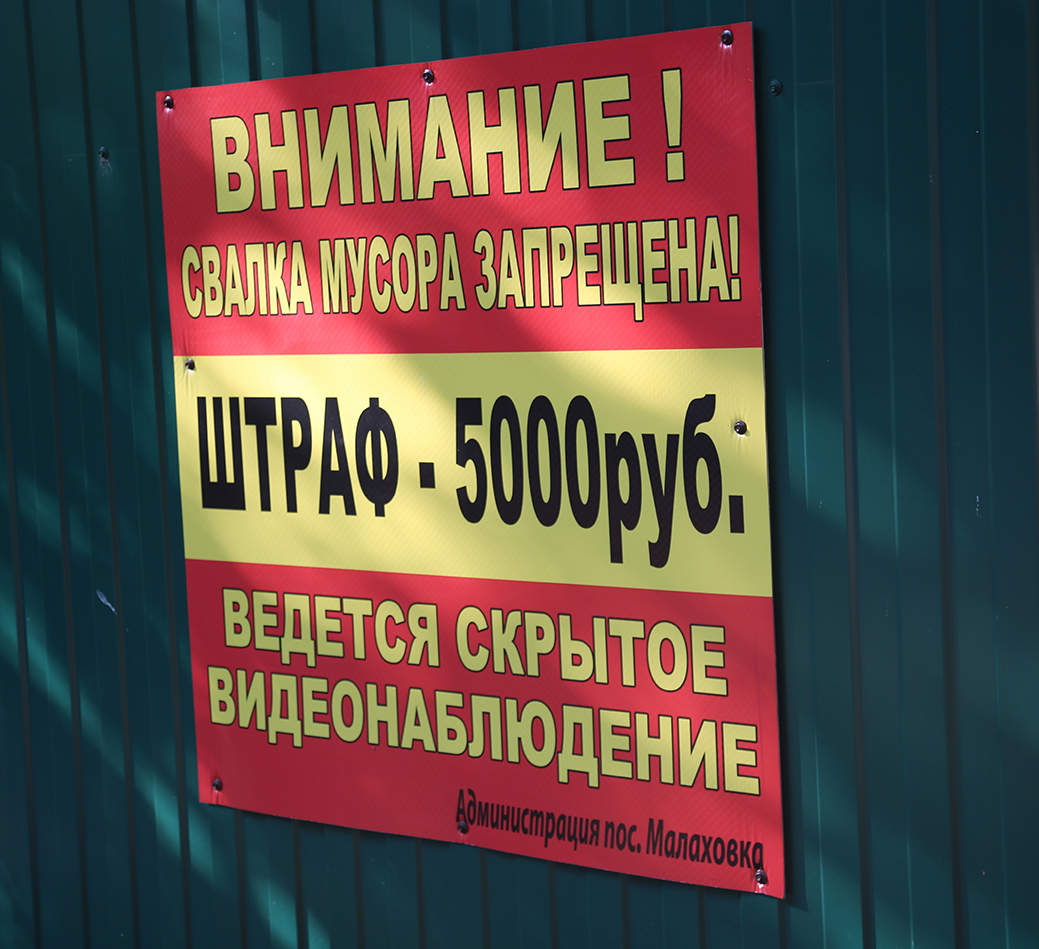 ВНИМАНИЕ !
СВАЛКА МУСОРА ЗАПРЕЩЕНА!
ШТРАФ - 5000руб.
ВЕДЕТСЯ СКРЫТОЕ
ВИДЕОНАБЛЮДЕНИЕ
Администрация пос. Малаховка